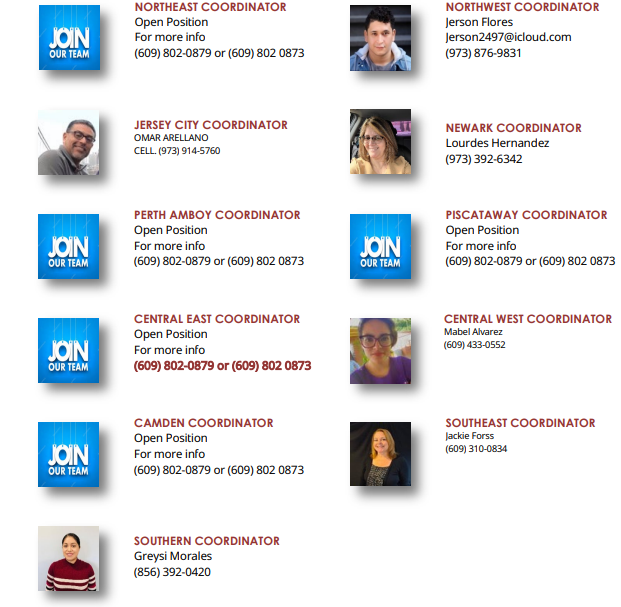 NORTHEAST COORDINATOR
Open Position
For more info
(609) 802-0879 or (609) 802 0873
JOIN
OUR TEAM
NORTHWEST COORDINATOR
Jerson Flores
Jerson2497@icloud.com
(973) 876-9831
JERSEY CITY COORDINATOR
OMAR ARELLANO
CELL. (973) 914-5760
NEWARK COORDINATOR
Lourdes Hernandez
(973) 392-6342
PERTH AMBOY COORDINATOR
Open Position
For more info
(609) 802-0879 or (609) 802 0873
JOIN
OUR TEAM
PISCATAWAY COORDINATOR
Open Position
For more info
(609) 802-0879 or (609) 802 0873
JOIN
OUR TEAM
CENTRAL EAST COORDINATOR
Open Position
For more info
(609) 802-0879 or (609) 802 0873
JOIN
OUR TEAM
CENTRAL WEST COORDINATOR
Mabel Alvarez
(609) 433-0552
CAMDEN COORDINATOR
Open Position
For more info
(609) 802-0879 or (609) 802 0873
JOIN
OUR TEAM
SOUTHEAST COORDINATOR
Jackie Forss
(609) 310-0834
SOUTHERN COORDINATOR
Greysi Morales
(856) 392-0420